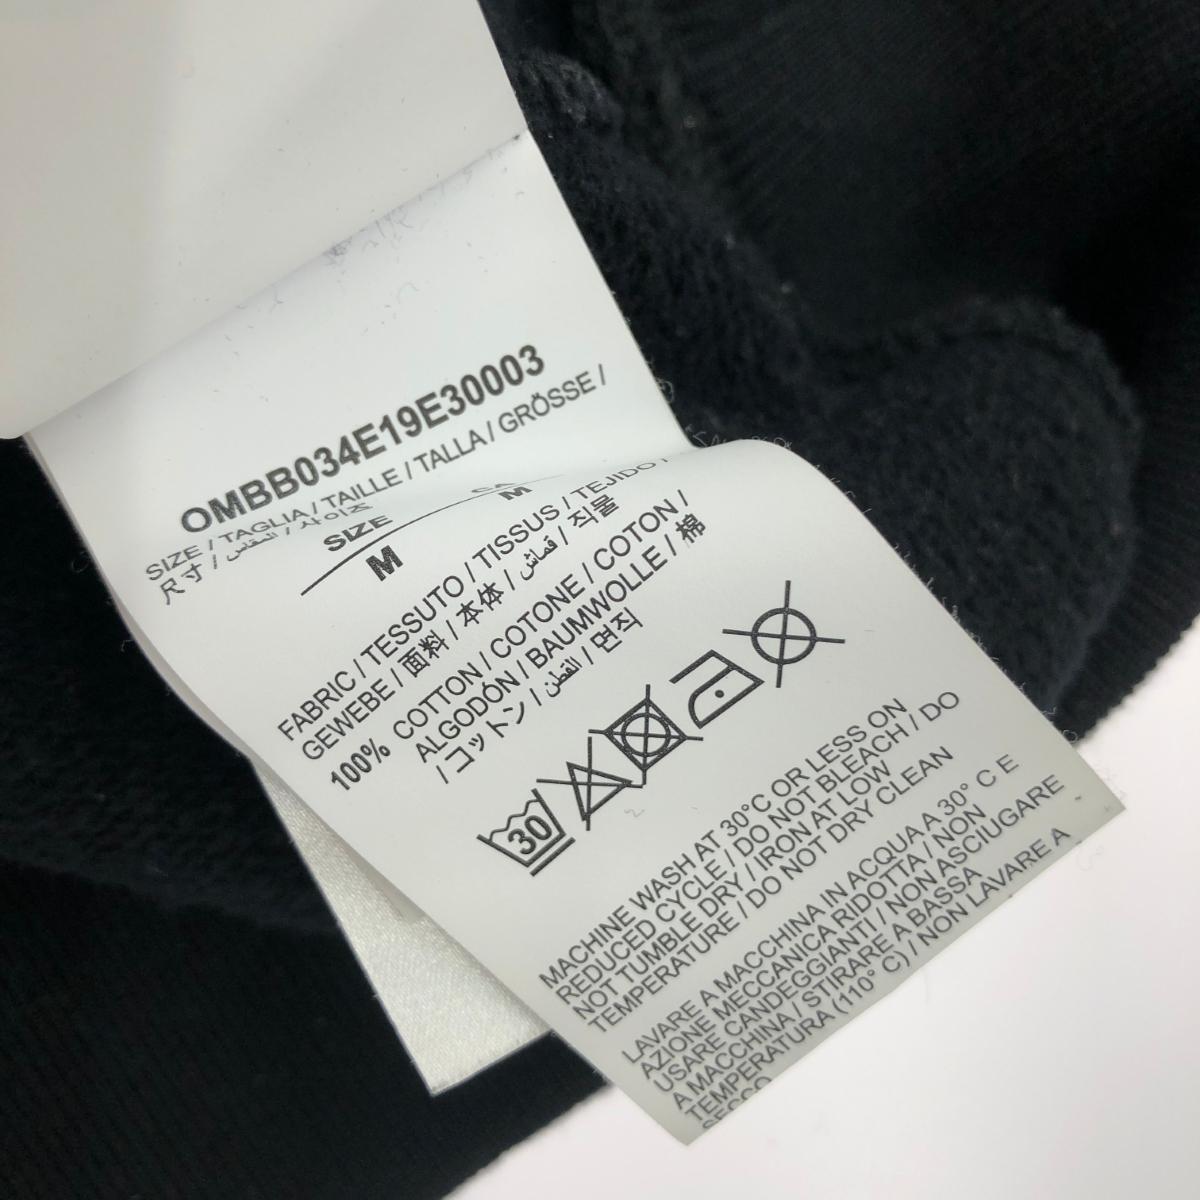 OMBB034E19E30003
SIZE / TAGLIA / TAILLE / TALLA / GRÖSSE /
尺寸 / المقاس / 사이즈
SIZE CA
M M
FABRIC / TESSUTO / TISSUS / TEJIDO /
GEWEBE / 面料 / 本体 / قماش / 직물
100% COTTON / COTONE / COTON /
ALGODÓN / BAUMWOLLE / 棉
/ コットン / القطن / 면직
30
MACHINE WASH AT 30°C OR LESS ON
REDUCED CYCLE / DO NOT BLEACH / DO
NOT TUMBLE DRY / IRON AT LOW
TEMPERATURE / DO NOT DRY CLEAN
LAVARE A MACCHINA IN ACQUA A 30° C E
AZIONE MECCANICA RIDOTTA / NON
USARE CANDEGGIANTI / NON ASCIUGARE
A MACCHINA / STIRARE A BASSA
TEMPERATURA (110° C) / NON LAVARE A
SECCO